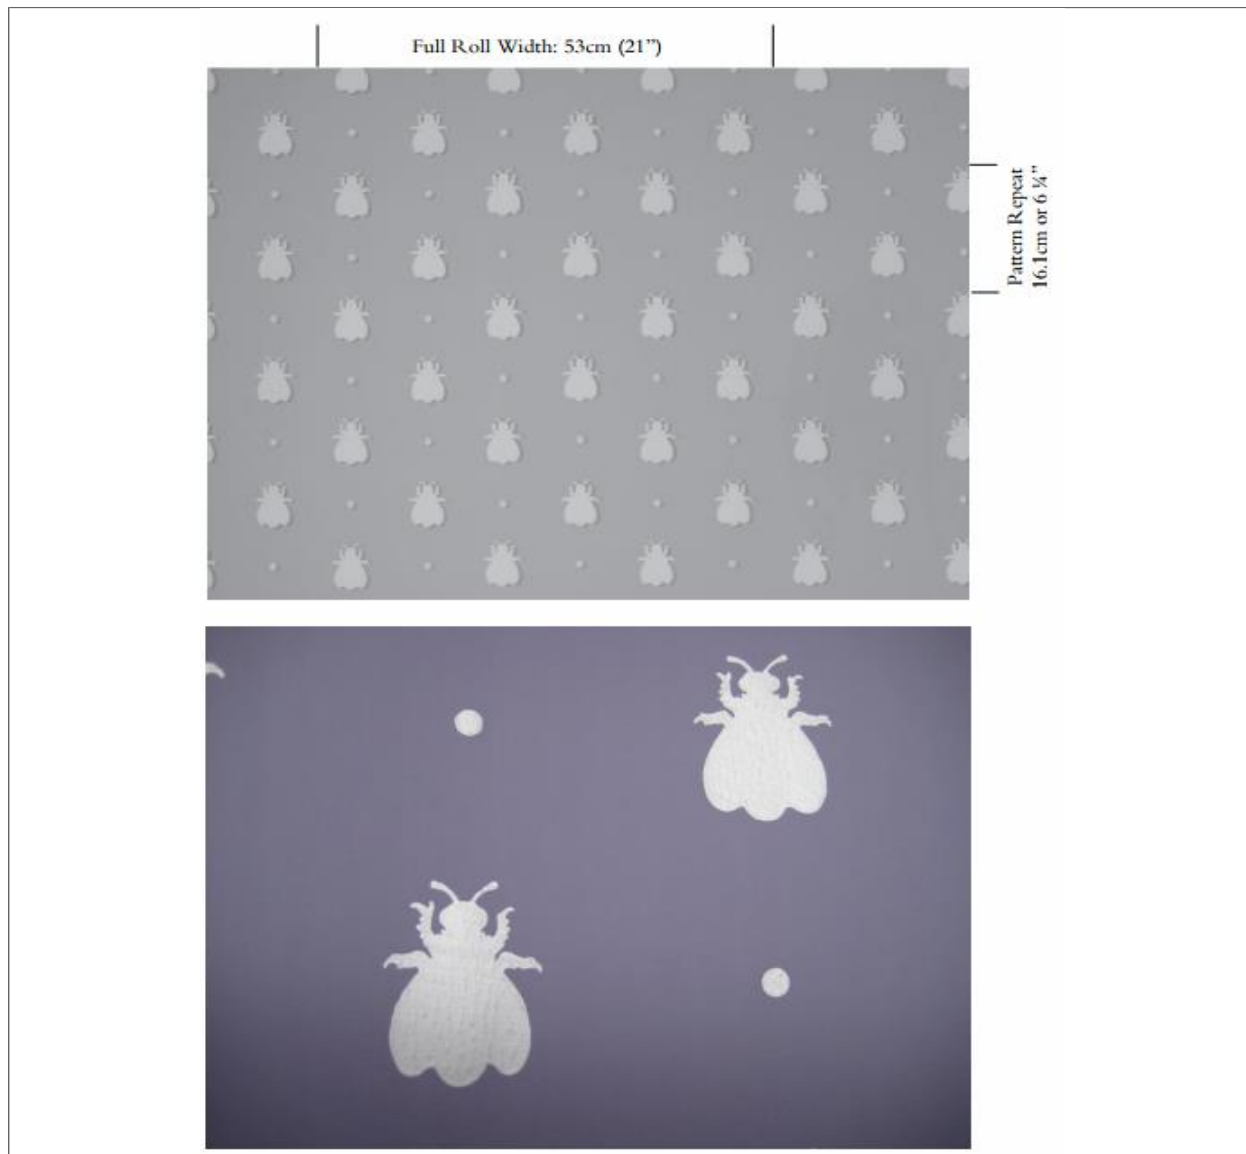 Full Roll Width: 53cm (21”)
Pattern Repeat
16.1cm or 6 ¼”